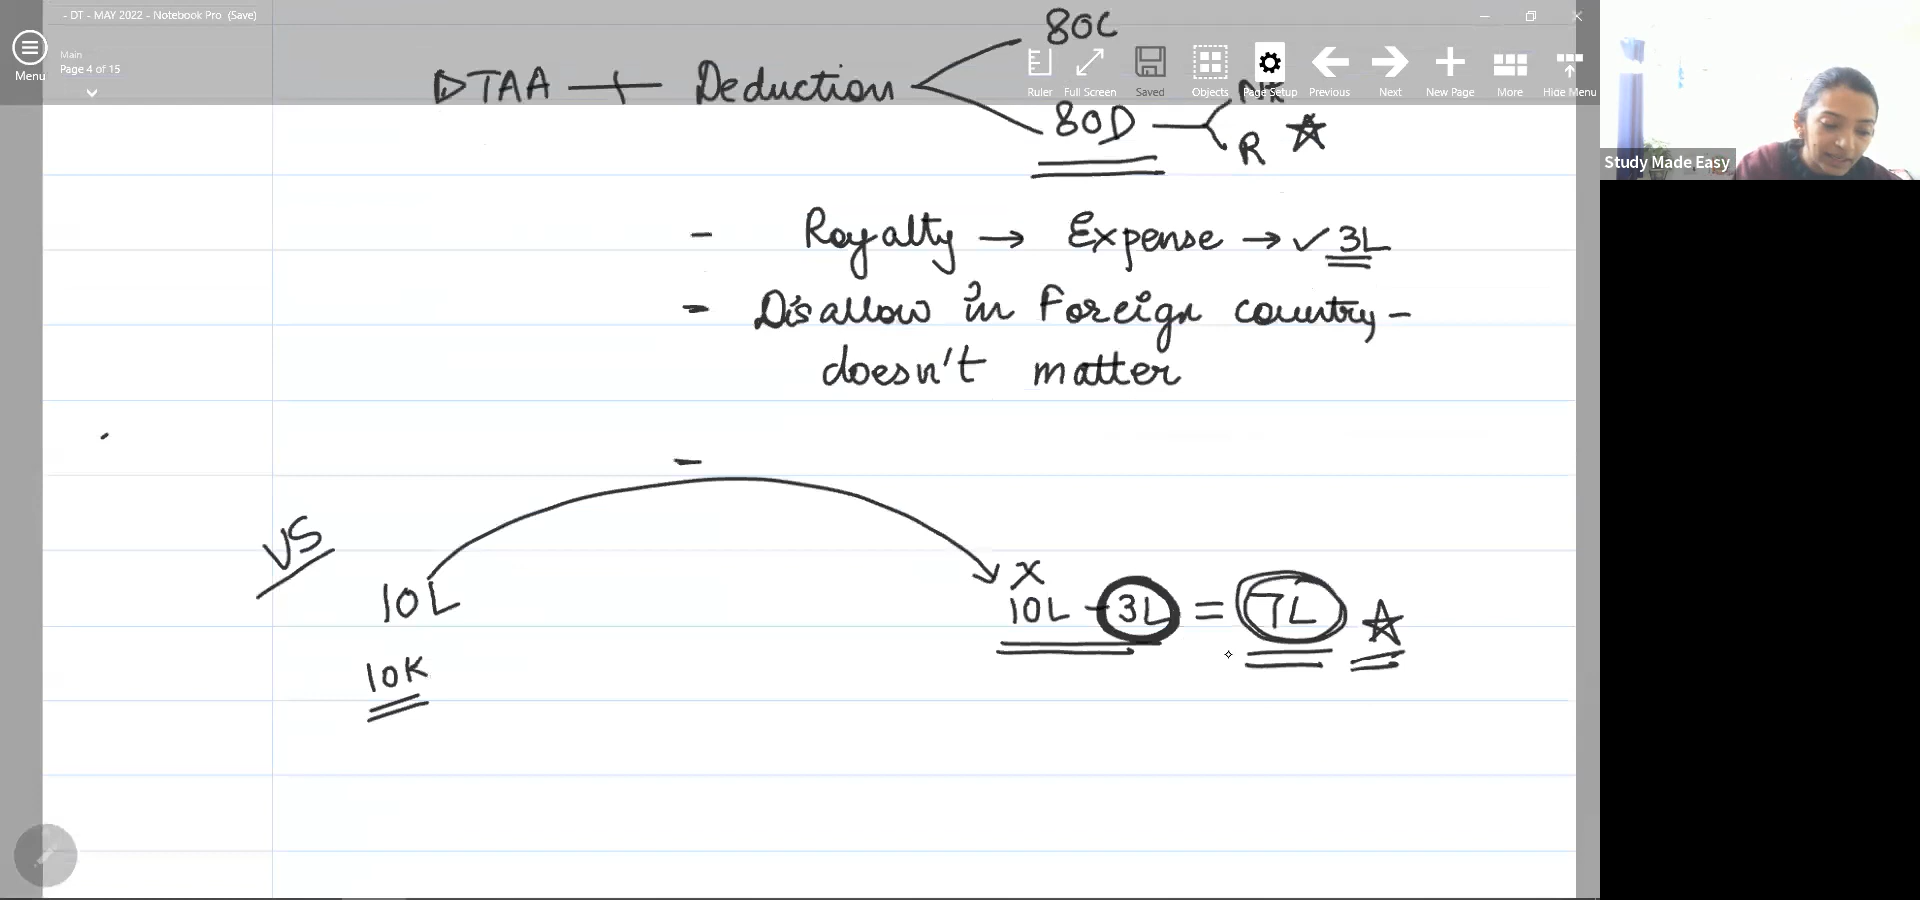 - DT - MAY 2022 - Notebook Pro (Save)
Menu
Main
Page 4 of 15
Ruler
Full Screen
Saved
Objects
Page Setup
Previous
Next
New Page
More
Hide Menu
Study Made Easy
80C
DTAA + Deduction
80D
R
- Royalty → Expense → ✓ 3L
- Disallow in Foreign country -
doesn't matter
-
VS
10L
X
10L - 3L = 7L
10K